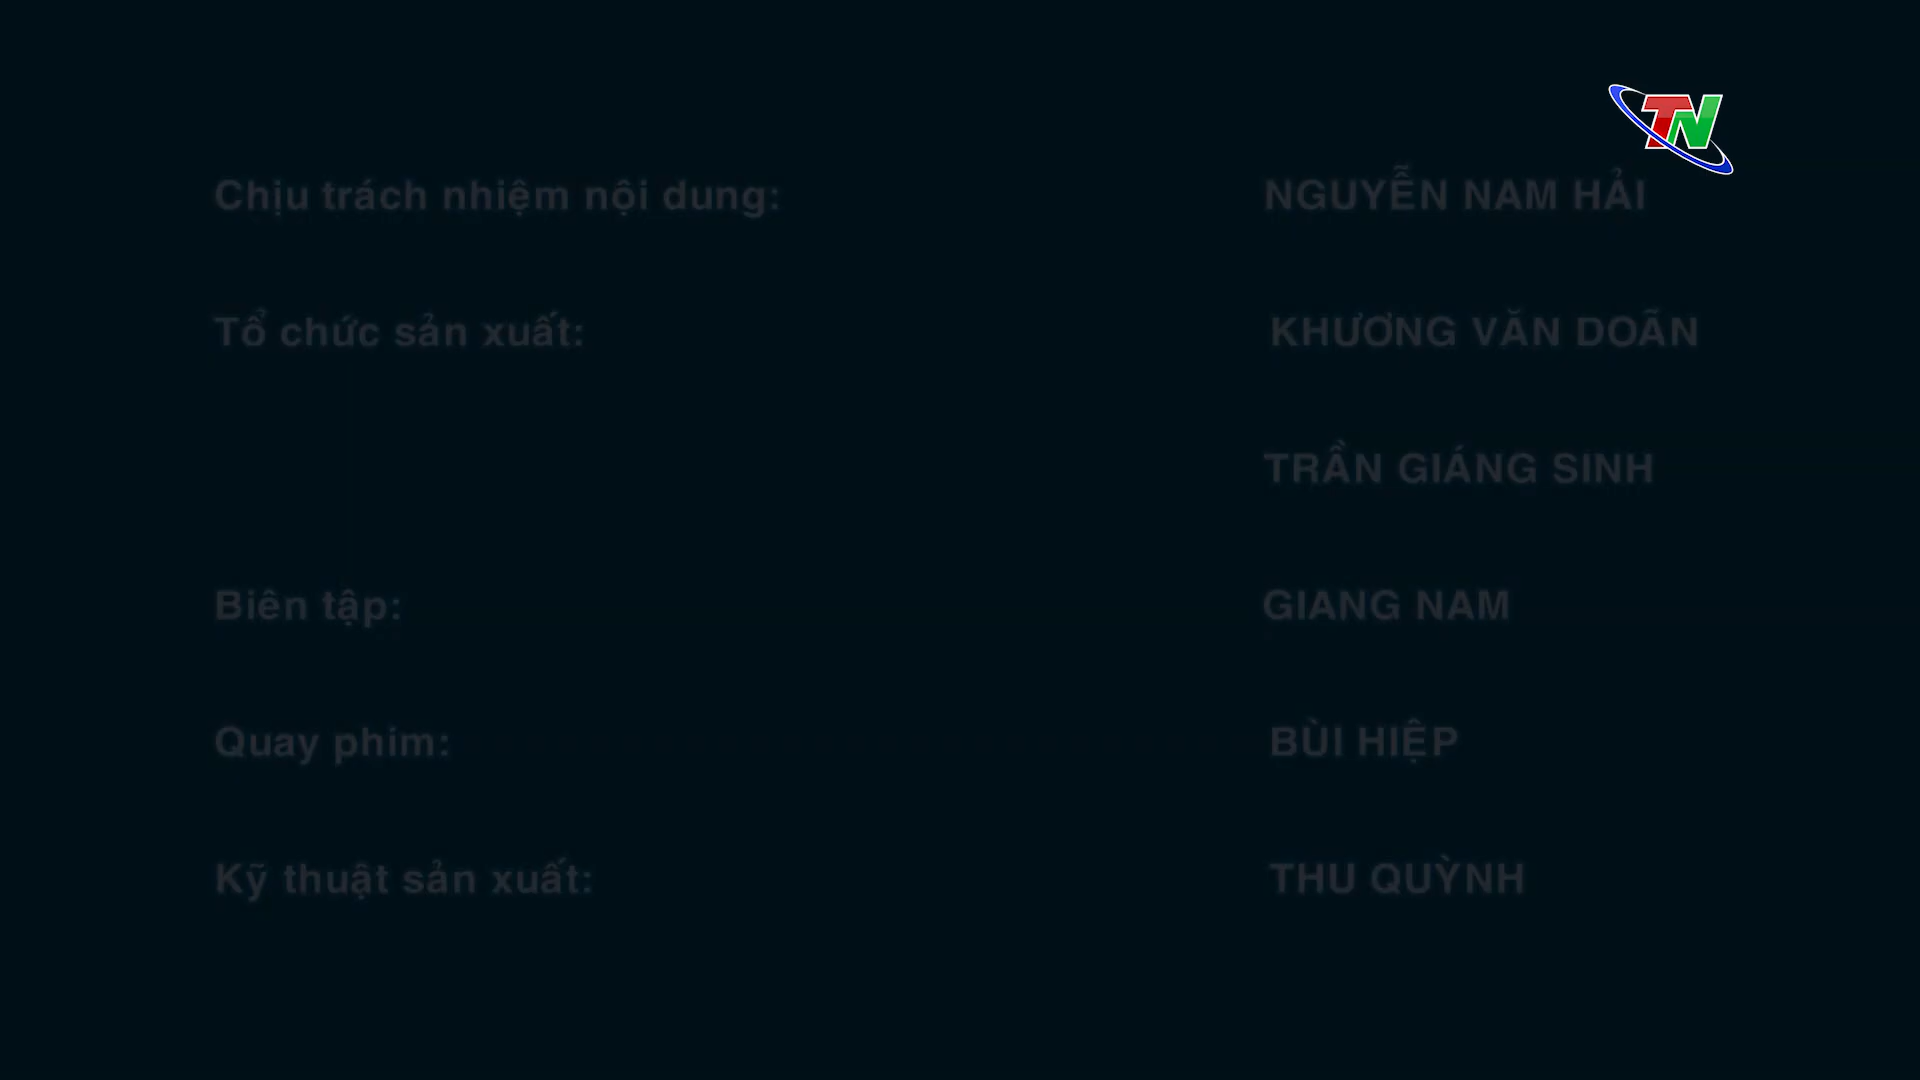 TN
Chịu trách nhiệm nội dung: NGUYỄN NAM HẢI
Tổ chức sản xuất: KHƯƠNG VĂN DOÃN
TRẦN GIÁNG SINH
Biên tập: GIANG NAM
Quay phim: BÙI HIỆP
Kỹ thuật sản xuất: THU QUỲNH